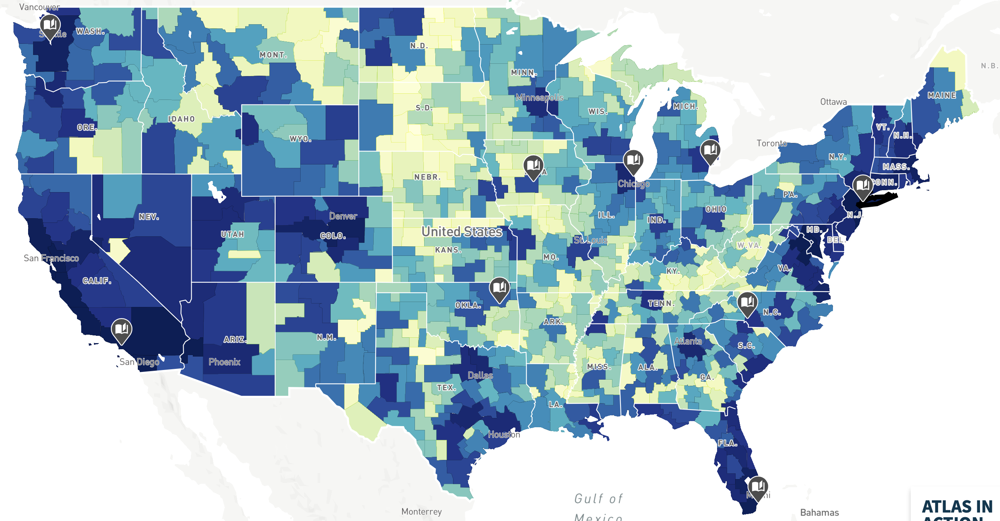 Vancouver
WASH.
MONT.
N.D.
MINN.
N.B.
MAINE
Minneapolis
Ottawa
S.D.
WIS.
MICH.
IDAHO
ORE.
VT.
N.H.
WYO.
Toronto
N.Y.
MASS.
NEBR.
Chicago
CONN.
PA.
NEV.
Denver
ILL.
OHIO
IND.
N.J.
UTAH
COLO.
United States
MD.
DEL.
St. Louis
W.VA.
KANS.
MO.
San Francisco
CALIF.
KY.
VA.
OKLA.
TENN.
N.C.
ARK.
ARIZ.
N.M.
Atlanta
S.C.
San Diego
Phoenix
MISS.
ALA.
Dallas
GA.
TEX.
LA.
Houston
FLA.
Gulf of
Mexico
Monterrey
Bahamas
ATLAS IN
ACTION